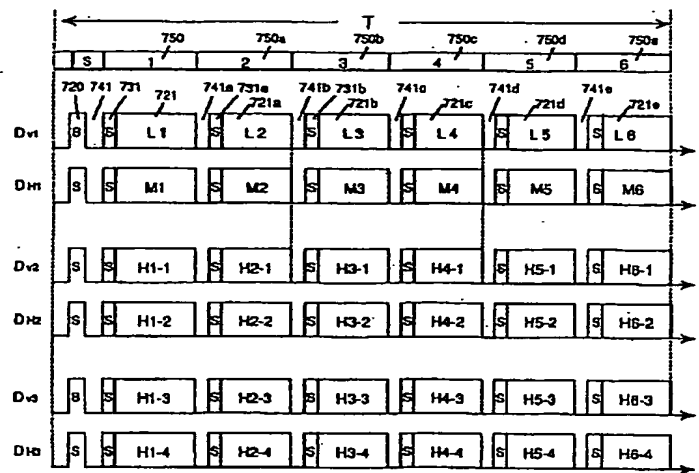 T
750 750a 750b 750c 750d 750e
S 1 2 3 4 5 6
720 741 731 721 741a 731a 721a 741b 731b 721b 741c 721c 741d 721d 741e 721e
Dv1 S S L1 S L2 S L3 S L4 S L5 S L6
DH1 S S M1 S M2 S M3 S M4 S M5 S M6
Dv2 S S H1-1 S H2-1 S H3-1 S H4-1 S H5-1 S H6-1
DH2 S S H1-2 S H2-2 S H3-2 S H4-2 S H5-2 S H6-2
Dv3 S S H1-3 S H2-3 S H3-3 S H4-3 S H5-3 S H6-3
DH3 S S H1-4 S H2-4 S H3-4 S H4-4 S H5-4 S H6-4